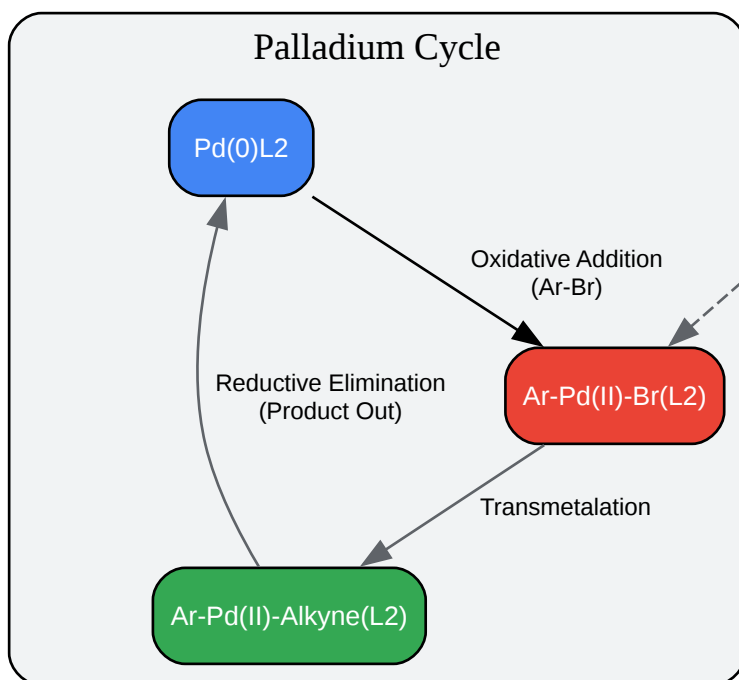 Palladium Cycle
Pd(0)L2
Oxidative Addition
(Ar-Br)
Reductive Elimination
(Product Out)
Ar-Pd(II)-Br(L2)
Transmetalation
Ar-Pd(II)-Alkyne(L2)